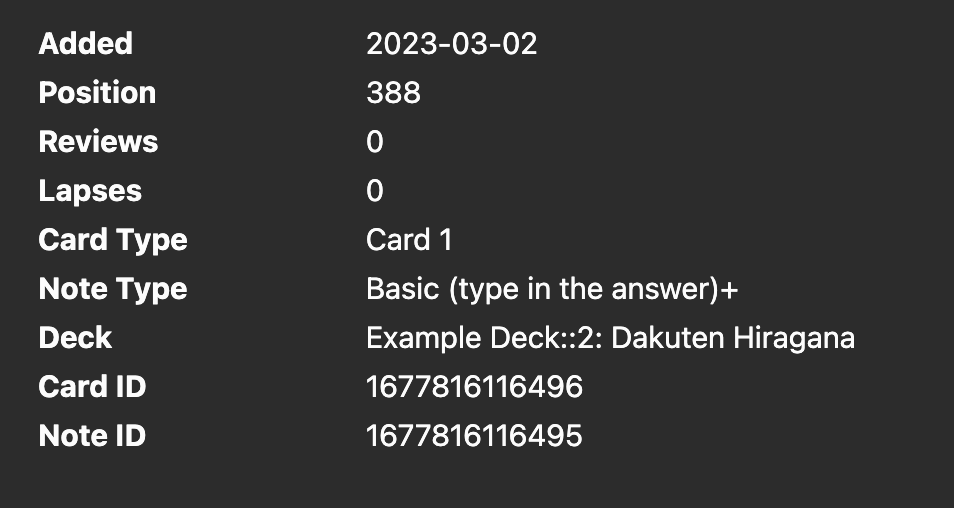 Added 2023-03-02
Position 388
Reviews 0
Lapses 0
Card Type Card 1
Note Type Basic (type in the answer)+
Deck Example Deck::2: Dakuten Hiragana
Card ID 1677816116496
Note ID 1677816116495